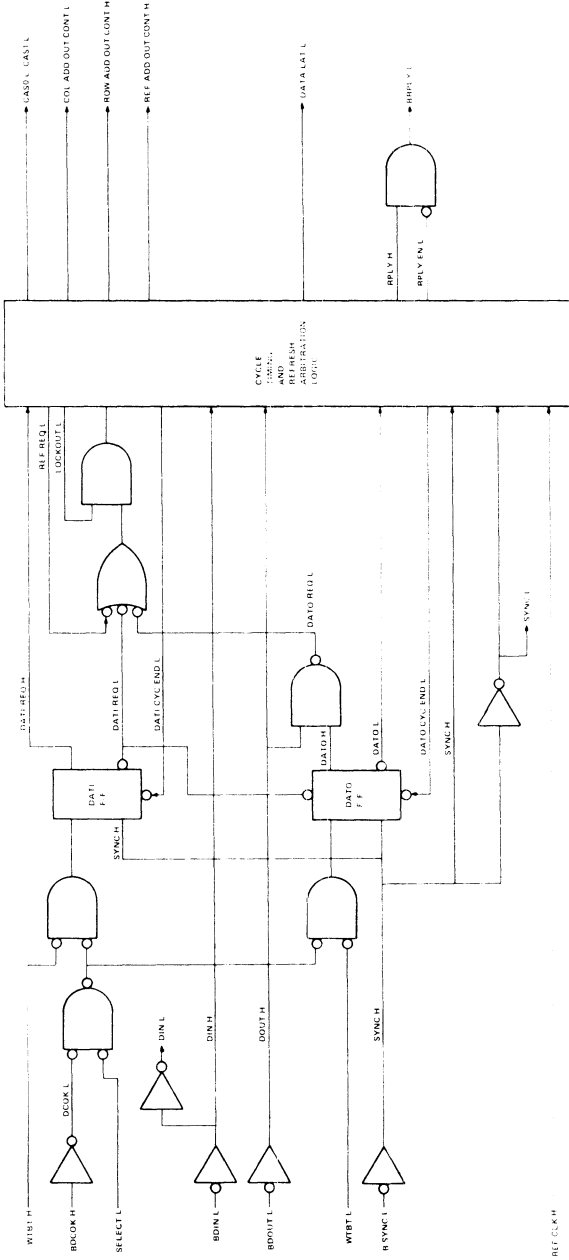 WTBT H
BDCOK H
SELECT L
BDIN L
BDOUT L
WTBT L
B SYNC L
REF CLK H
DCOK L
DIN L
DIN H
DOUT H
SYNC H
SYNC H
DATI
F/F
DATO
F/F
DATI REQ H
DATI REQ L
DATI CYC END L
DATO H
DATO REQ L
DATO L
DATO CYC END L
SYNC H
SYNC L
REF REQ L
LOCKOUT L
CYCLE
TIMING
AND
REFRESH
ARBITRATION
LOGIC
RPLY H
RPLY EN L
CAS0 L, CAS1 L
COL ADD OUT CONT L
ROW ADD OUT CONT H
REF ADD OUT CONT H
DATA LAT L
BRPLY L